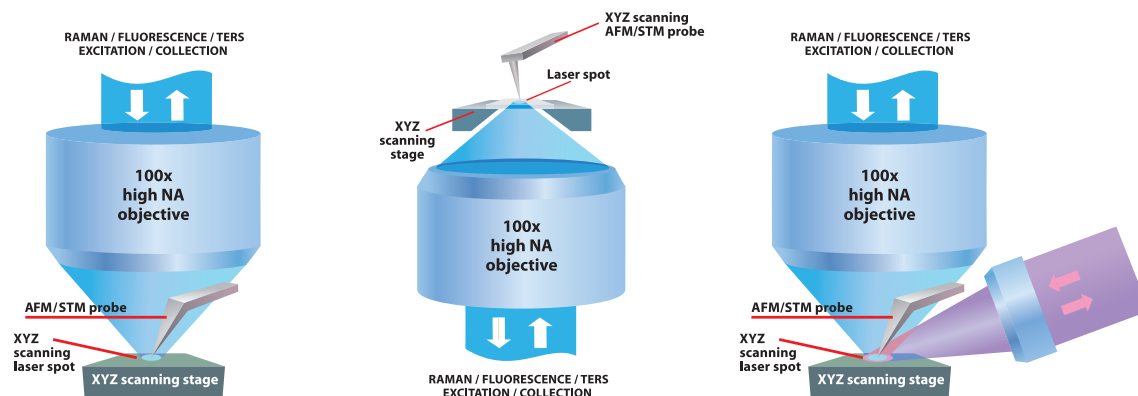 RAMAN / FLUORESCENCE / TERS
EXCITATION / COLLECTION
100x
high NA
objective
AFM/STM probe
XYZ
scanning
laser spot
XYZ scanning stage
XYZ scanning
AFM/STM probe
Laser spot
XYZ
scanning
stage
100x
high NA
objective
RAMAN / FLUORESCENCE / TERS
EXCITATION / COLLECTION
RAMAN / FLUORESCENCE / TERS
EXCITATION / COLLECTION
100x
high NA
objective
AFM/STM probe
XYZ
scanning
laser spot
XYZ scanning stage